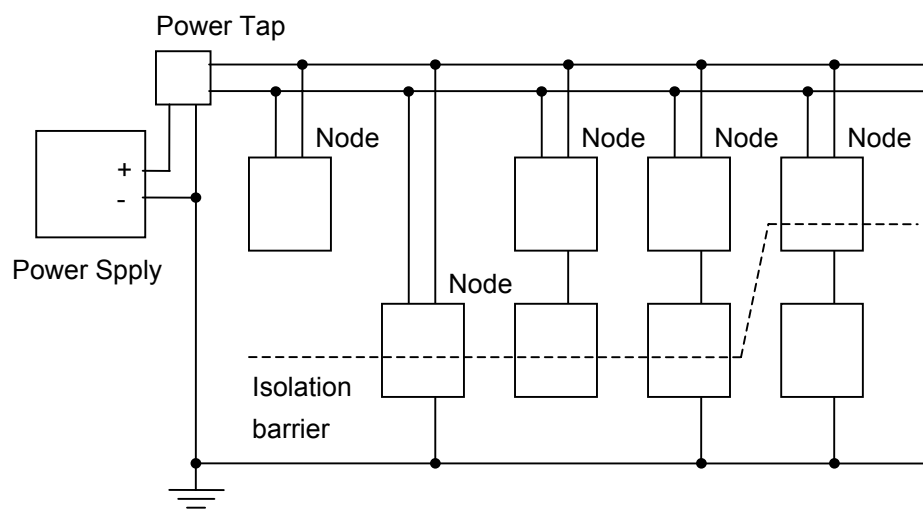 Power Tap
Node
Node
Node
Node
+
-
Power Spply
Node
Isolation
barrier